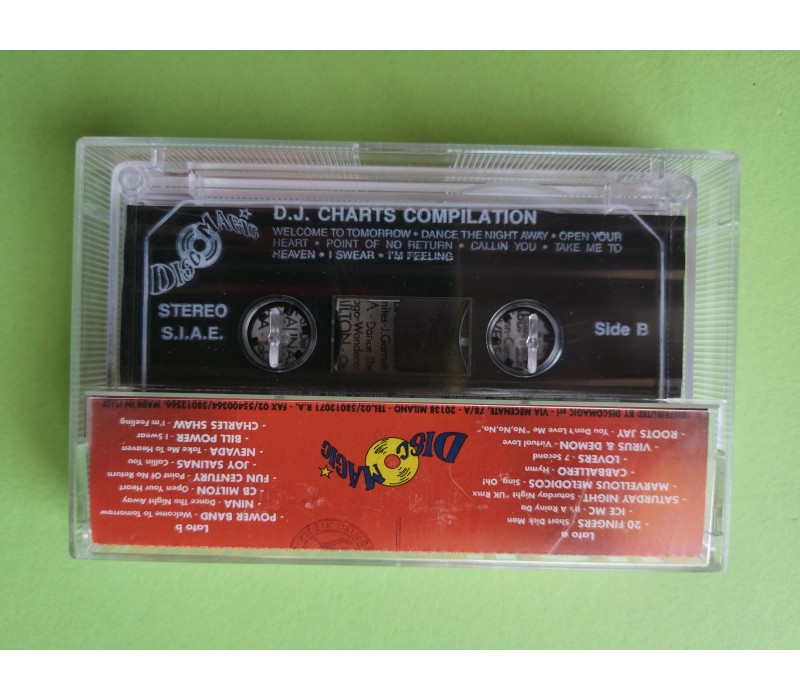 D.J. CHARTS COMPILATION
WELCOME TO TOMORROW • DANCE THE NIGHT AWAY • OPEN YOUR
HEART • POINT OF NO RETURN • CALLIN YOU • TAKE ME TO
HEAVEN • I SWEAR • I'M FEELING
DISCOMAGIC
STEREO
S.I.A.E.
Side B
Lato a
- 20 FINGERS - Short Dick Man
- ICE MC - It's A Rainy Da
- SATURDAY NIGHT - Saturday Night "UK Rmx
- MARVELLOUS MELODICOS - Sing, Oh!
- CABBALLERO - Hymn
- LOVERS - 7 Second
- VIRUS & DEMON - Virtual Love
- ROOTS JAY - You Don't Love Me "No,No,No"
Lato b
POWER BAND - Welcome To Tomorrow
- NINA - Dance The Night Away
- CB MILTON - Open Your Heart
- FUN CENTURY - Point Of No Return
- JOY SALINAS - Callin You
- NEVADA - Take Me To Heaven
- BILL POWER - I swear
- CHARLES SHAW - I'm Feeling
DISCOMAGIC
DISTRIBUTED BY DISCOMAGIC srl VIA MECENATE, 78/A - 20138 MILANO - TEL.02/58012071 R.A. - FAX 02/55400364/58012566. MADE IN ITALY